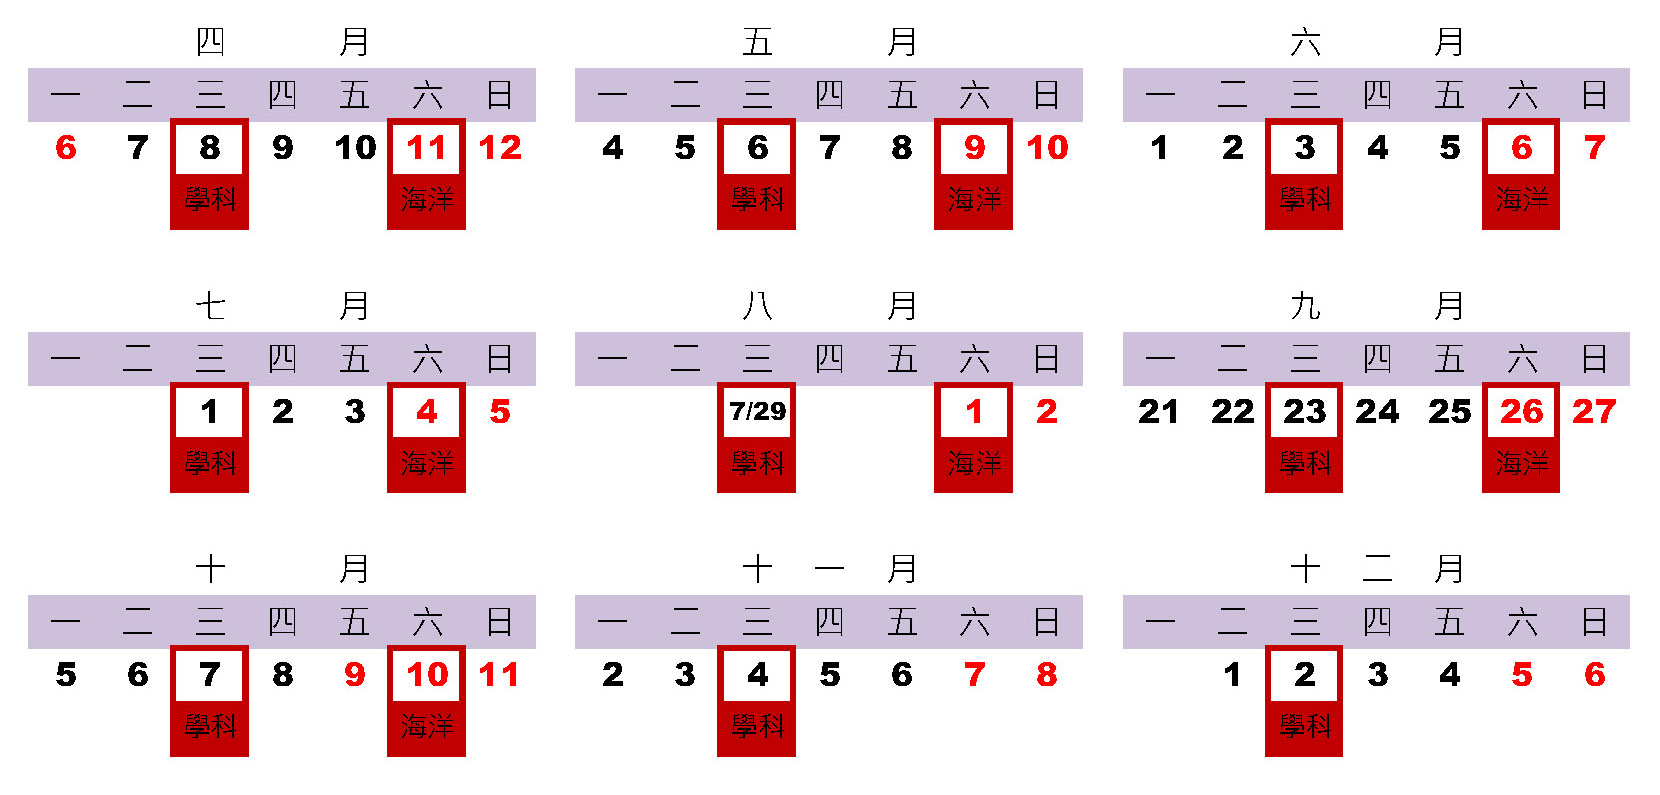 四 月
一 二 三 四 五 六 日
6 7 8 9 10 11 12
學科 海洋
五 月
一 二 三 四 五 六 日
4 5 6 7 8 9 10
學科 海洋
六 月
一 二 三 四 五 六 日
1 2 3 4 5 6 7
學科 海洋
七 月
一 二 三 四 五 六 日
1 2 3 4 5
學科 海洋
八 月
一 二 三 四 五 六 日
7/29 1 2
學科 海洋
九 月
一 二 三 四 五 六 日
21 22 23 24 25 26 27
學科 海洋
十 月
一 二 三 四 五 六 日
5 6 7 8 9 10 11
學科 海洋
十 一 月
一 二 三 四 五 六 日
2 3 4 5 6 7 8
學科
十 二 月
一 二 三 四 五 六 日
1 2 3 4 5 6
學科